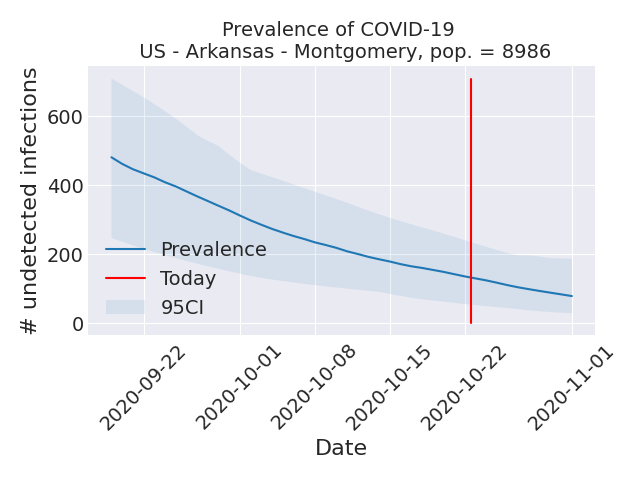 Prevalence of COVID-19
US - Arkansas - Montgomery, pop. = 8986
# undetected infections
600
400
200
0
Prevalence
Today
95CI
2020-09-22
2020-10-01
2020-10-08
2020-10-15
2020-10-22
2020-11-01
Date